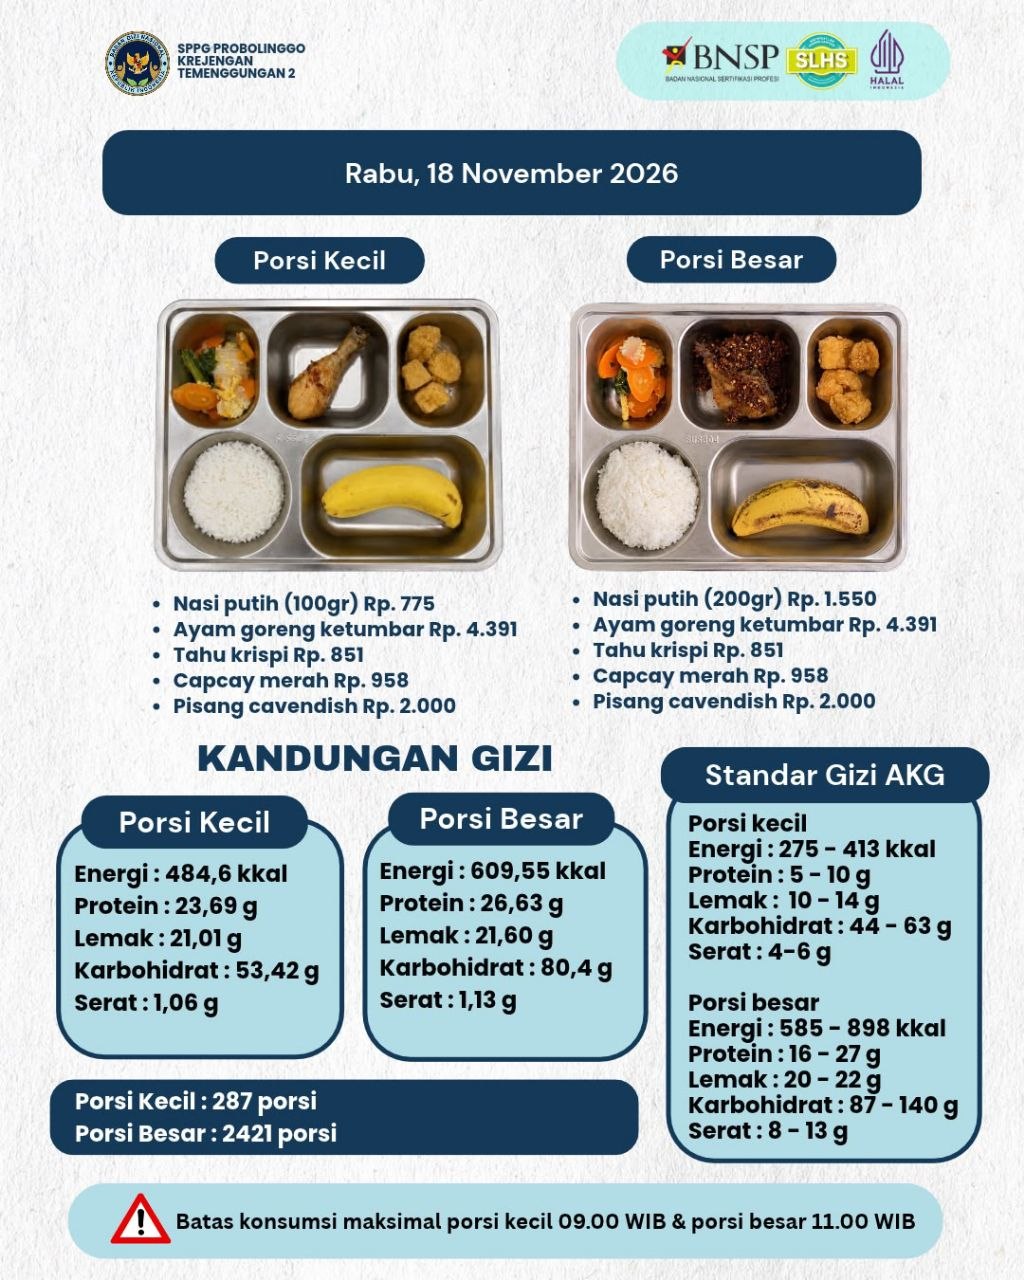 SPPG PROBOLINGGO
KREJENGAN
TEMENGGUNGAN 2
BADAN GIZI NASIONAL
REPUBLIK INDONESIA
BNSP
BADAN NASIONAL SERTIFIKASI PROFESI
SLHS
HALAL
INDONESIA
Rabu, 18 November 2026
Porsi Kecil
Porsi Besar
• Nasi putih (100gr) Rp. 775
• Ayam goreng ketumbar Rp. 4.391
• Tahu krispi Rp. 851
• Capcay merah Rp. 958
• Pisang cavendish Rp. 2.000
• Nasi putih (200gr) Rp. 1.550
• Ayam goreng ketumbar Rp. 4.391
• Tahu krispi Rp. 851
• Capcay merah Rp. 958
• Pisang cavendish Rp. 2.000
KANDUNGAN GIZI
Porsi Kecil
Energi : 484,6 kkal
Protein : 23,69 g
Lemak : 21,01 g
Karbohidrat : 53,42 g
Serat : 1,06 g
Porsi Besar
Energi : 609,55 kkal
Protein : 26,63 g
Lemak : 21,60 g
Karbohidrat : 80,4 g
Serat : 1,13 g
Standar Gizi AKG
Porsi kecil
Energi : 275 - 413 kkal
Protein : 5 - 10 g
Lemak : 10 - 14 g
Karbohidrat : 44 - 63 g
Serat : 4-6 g
Porsi besar
Energi : 585 - 898 kkal
Protein : 16 - 27 g
Lemak : 20 - 22 g
Karbohidrat : 87 - 140 g
Serat : 8 - 13 g
Porsi Kecil : 287 porsi
Porsi Besar : 2421 porsi
Batas konsumsi maksimal porsi kecil 09.00 WIB & porsi besar 11.00 WIB